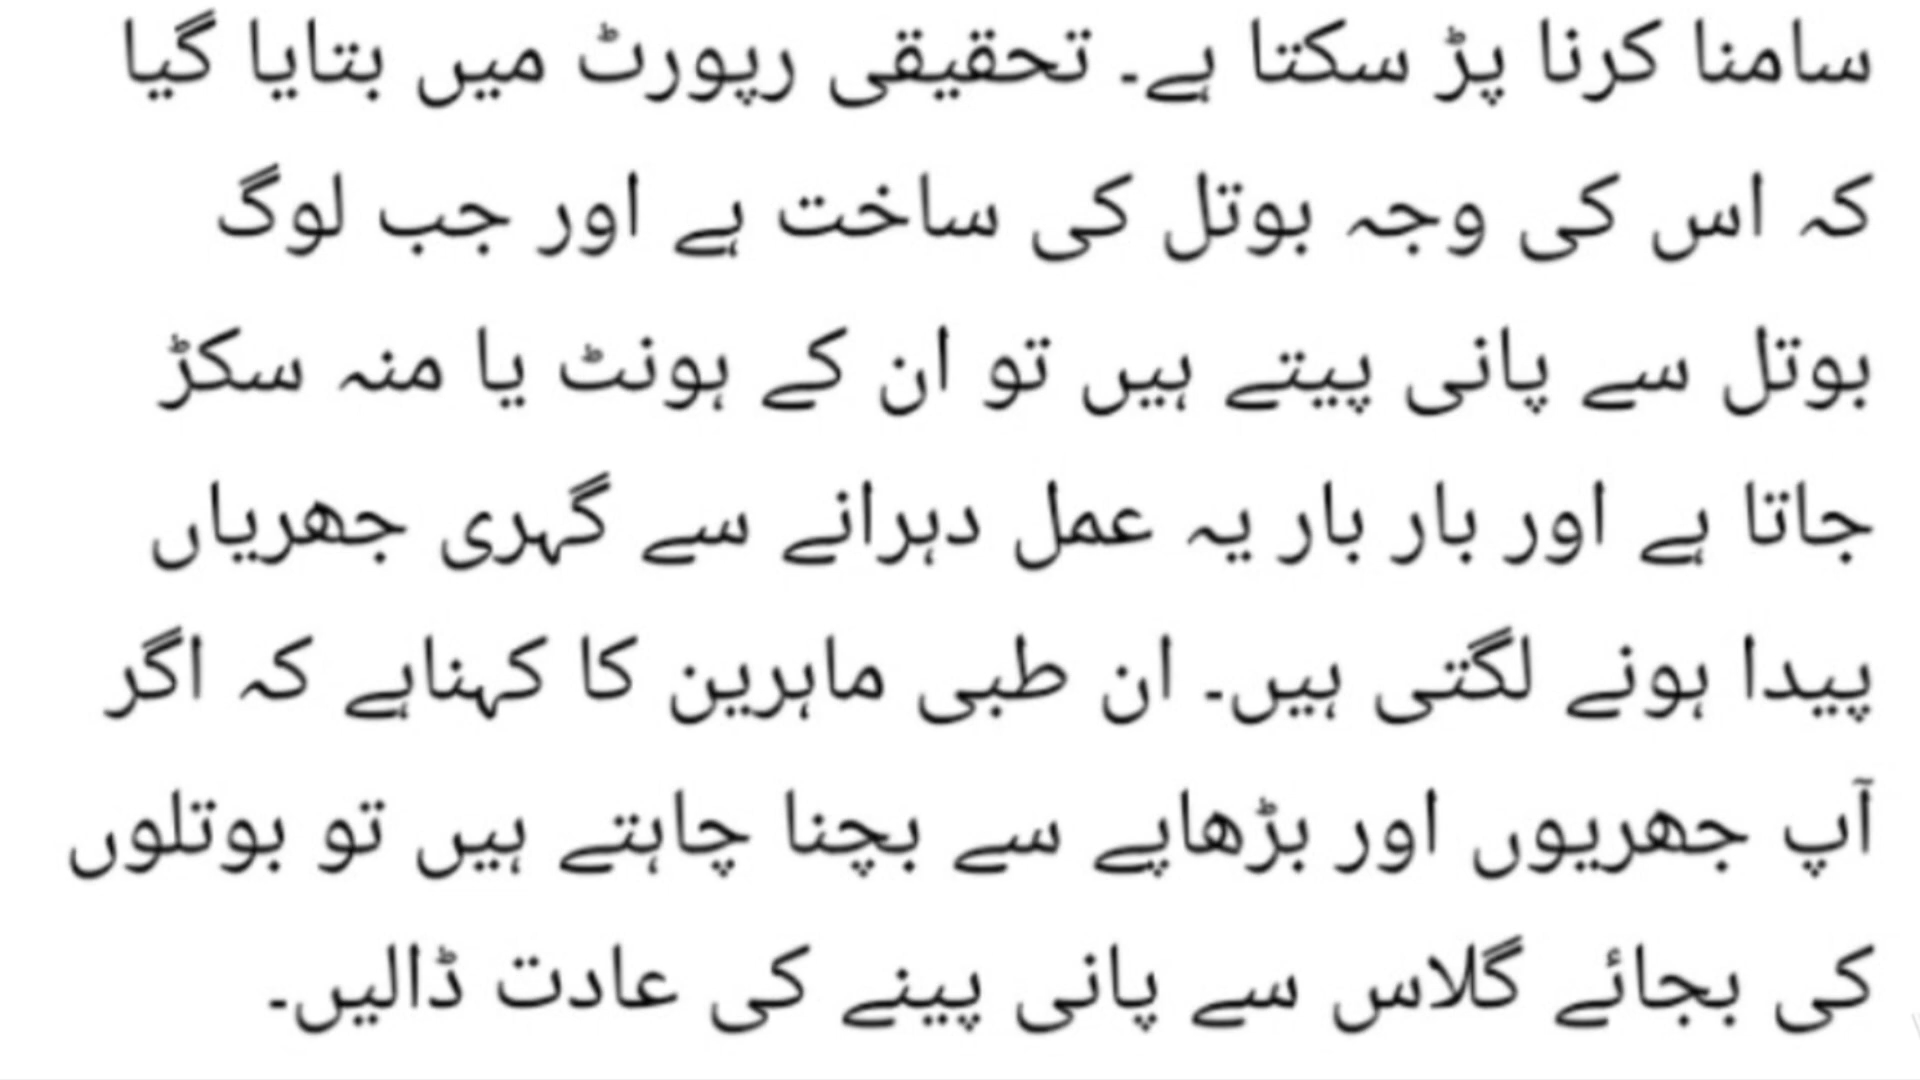 سامنا کرنا پڑ سکتا ہے۔ تحقیقی رپورٹ میں بتایا گیا
کہ اس کی وجہ بوتل کی ساخت ہے اور جب لوگ
بوتل سے پانی پیتے ہیں تو ان کے ہونٹ یا منہ سکڑ
جاتا ہے اور بار بار یہ عمل دہرانے سے گہری جھریاں
پیدا ہونے لگتی ہیں۔ ان طبی ماہرین کا کہناہے کہ اگر
آپ جھریوں اور بڑھاپے سے بچنا چاہتے ہیں تو بوتلوں
کی بجائے گلاس سے پانی پینے کی عادت ڈالیں۔